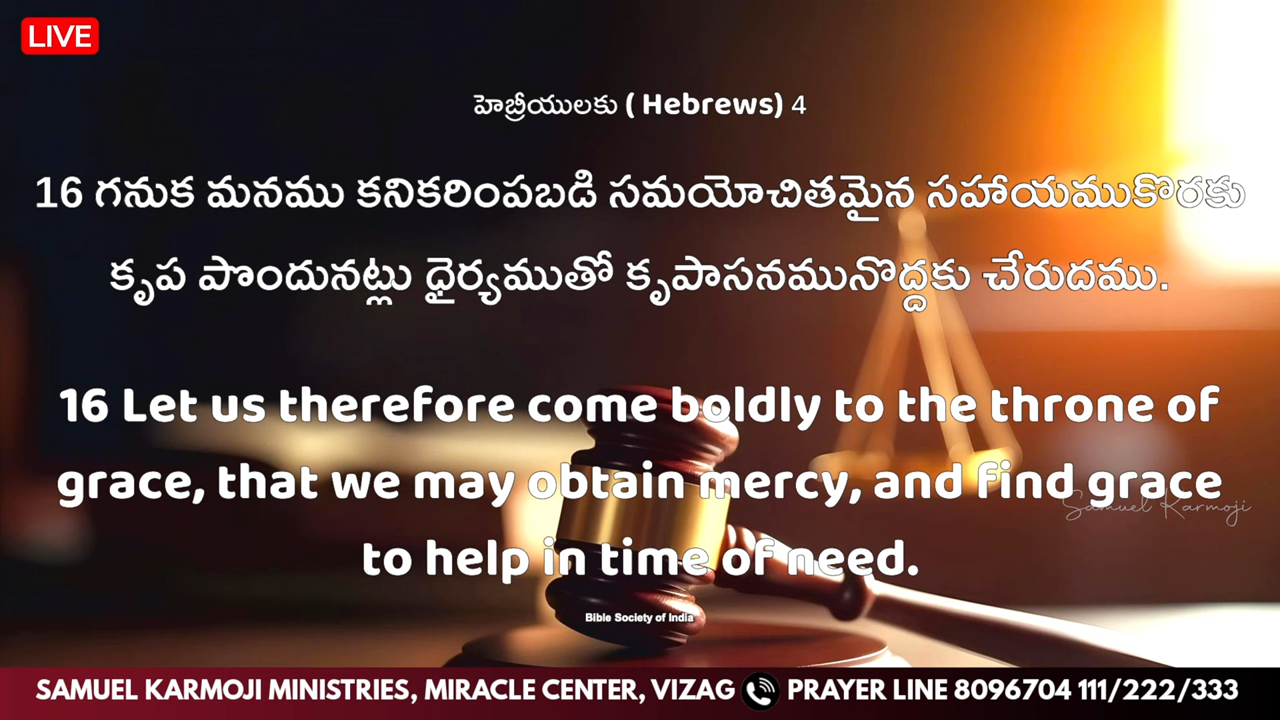 LIVE
హెబ్రీయులకు ( Hebrews) 4
16 గనుక మనము కనికరింపబడి సమయోచితమైన సహాయముకొరకు
కృప పొందునట్లు ధైర్యముతో కృపాసనమునొద్దకు చేరుదము.
16 Let us therefore come boldly to the throne of
grace, that we may obtain mercy, and find grace
Samuel Karmoji
to help in time of need.
Bible Society of India
SAMUEL KARMOJI MINISTRIES, MIRACLE CENTER, VIZAG PRAYER LINE 8096704 111/222/333